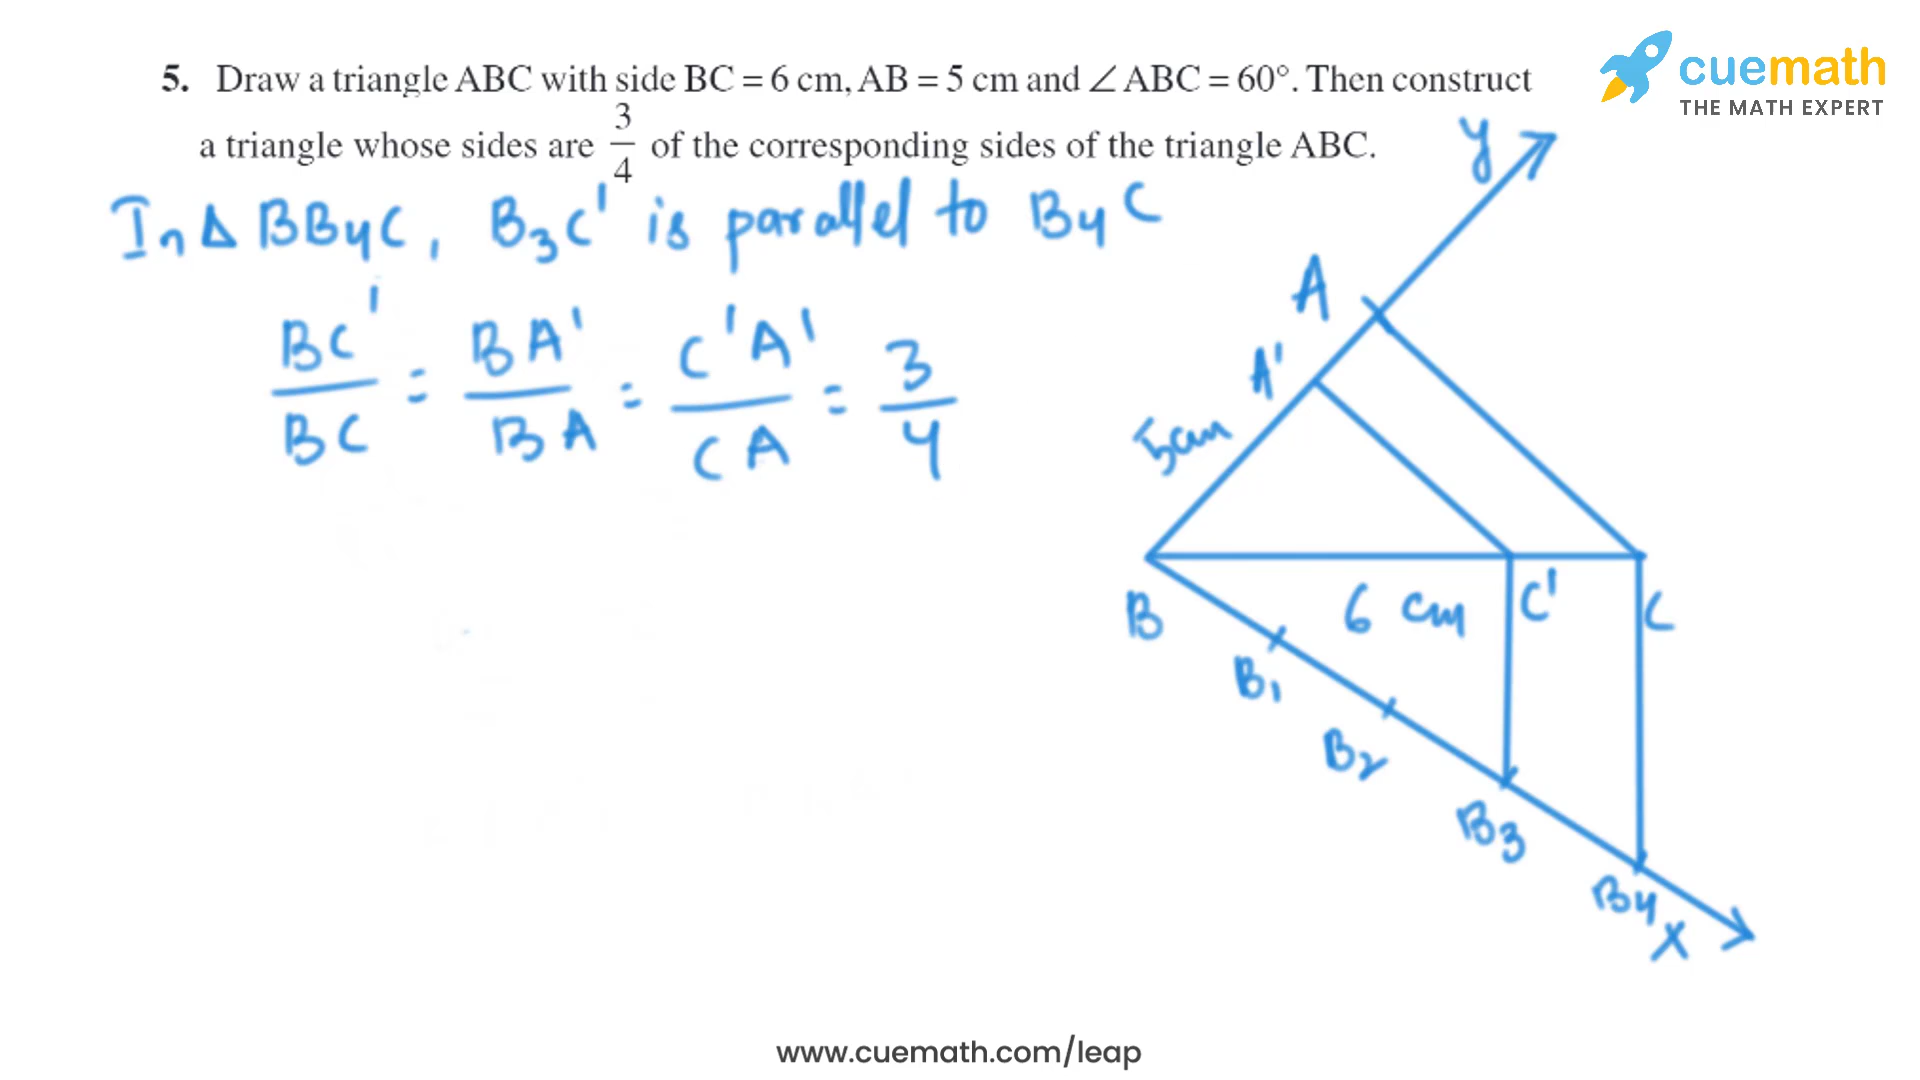 5. Draw a triangle ABC with side BC = 6 cm, AB = 5 cm and ∠ABC = 60°. Then construct
a triangle whose sides are 3/4 of the corresponding sides of the triangle ABC.
cuemath
THE MATH EXPERT
In Δ BB4C, B3C' is parallel to B4C
BC'/BC = BA'/BA = C'A'/CA = 3/4
y
A
A'
5cm
B
6 cm
C'
C
B1
B2
B3
B4
X
www.cuemath.com/leap